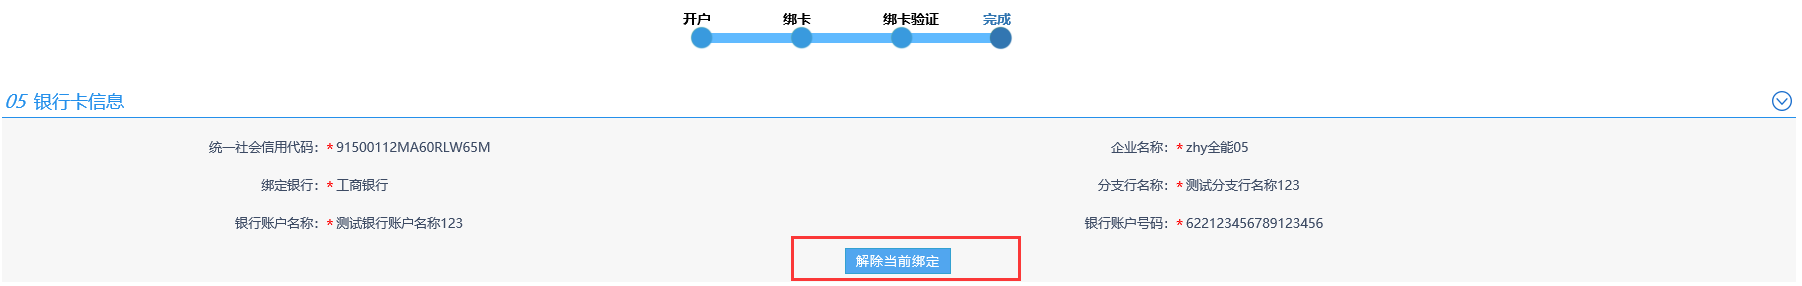 开户 绑卡 绑卡验证 完成
05 银行卡信息
统一社会信用代码：*91500112MA60RLW65M 企业名称：*zhy全能05
绑定银行：*工商银行 分支行名称：*测试分支行名称123
银行账户名称：*测试银行账户名称123 银行账户号码：*622123456789123456
解除当前绑定